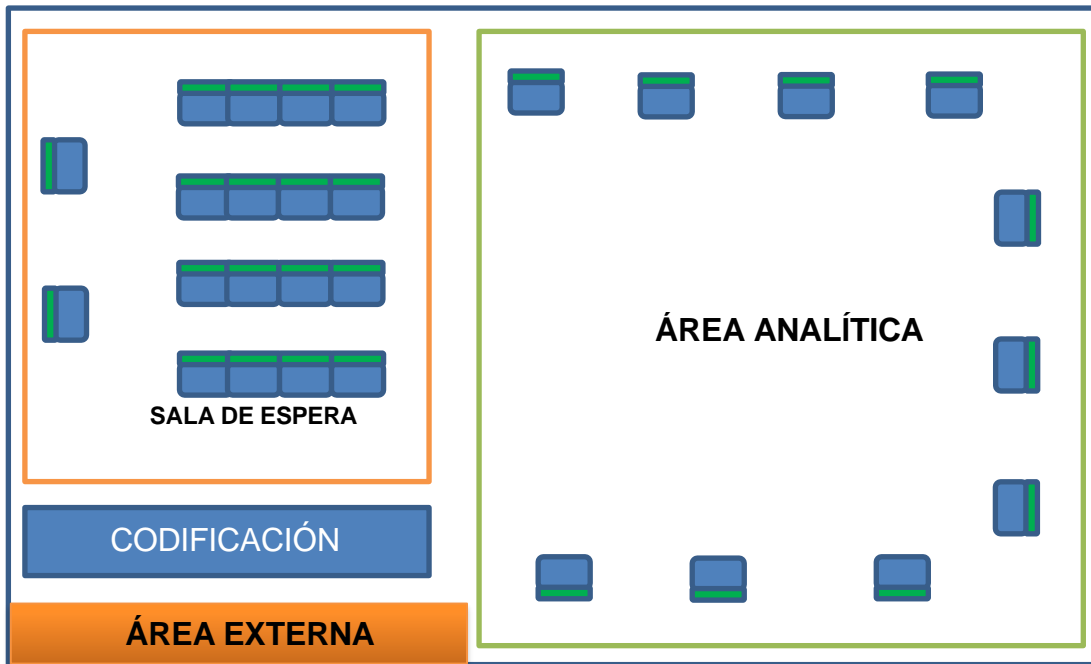 SALA DE ESPERA
ÁREA ANALÍTICA
CODIFICACIÓN
ÁREA EXTERNA